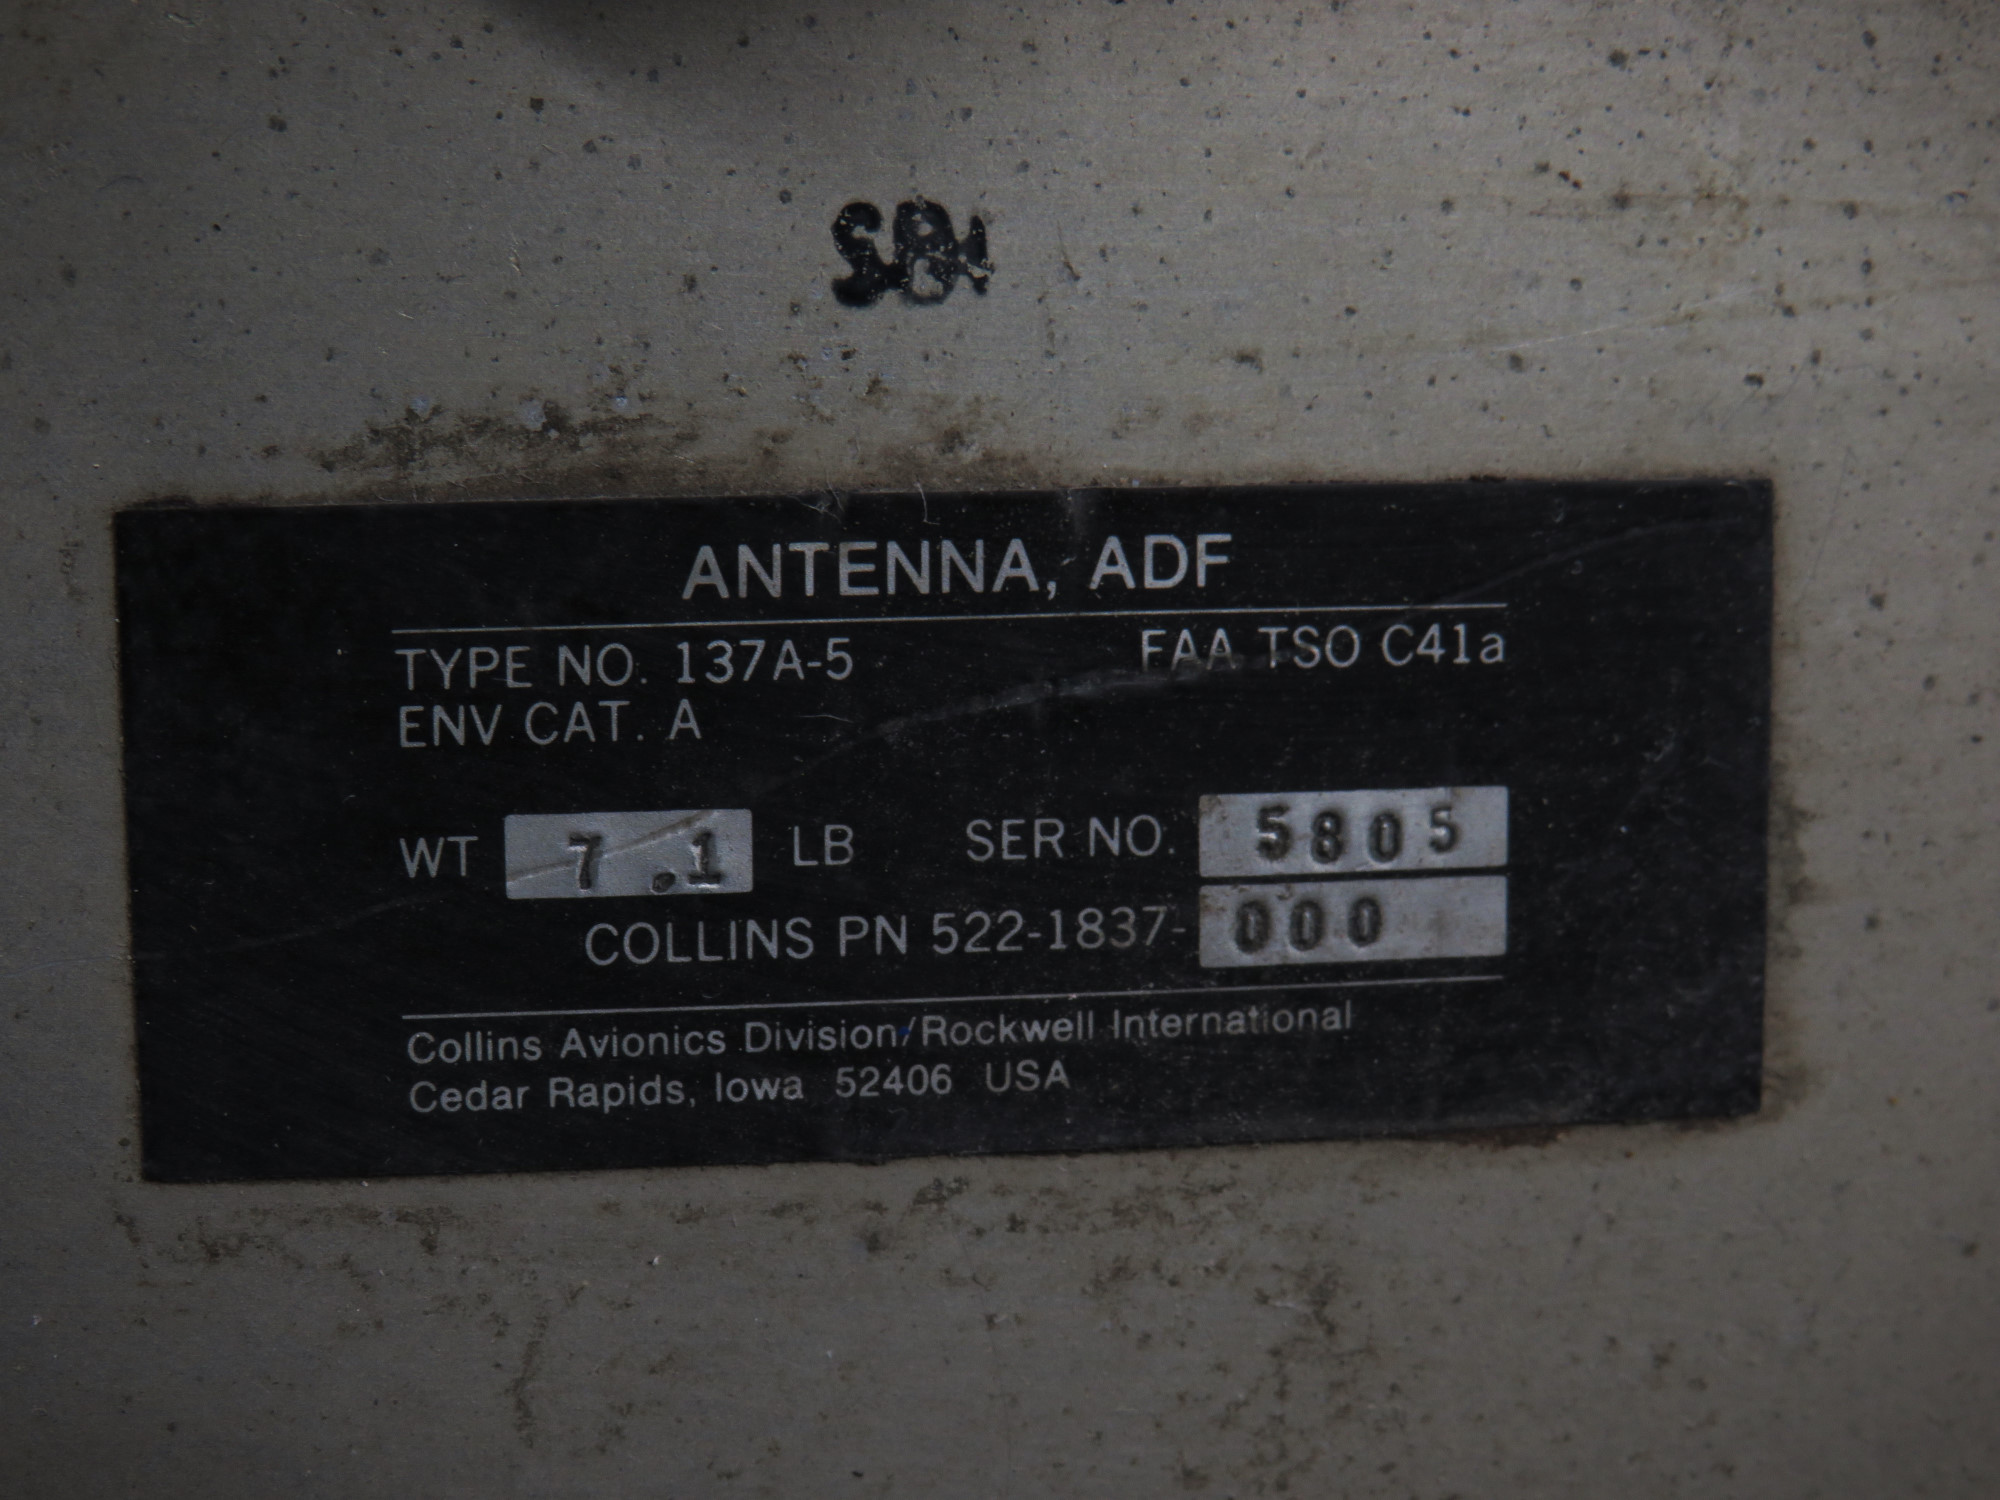 ANTENNA, ADF
TYPE NO. 137A-5 FAA TSO C41a
ENV CAT. A
WT 7.1 LB SER NO. 5805
COLLINS PN 522-1837-000
Collins Avionics Division/Rockwell International
Cedar Rapids, Iowa 52406 USA